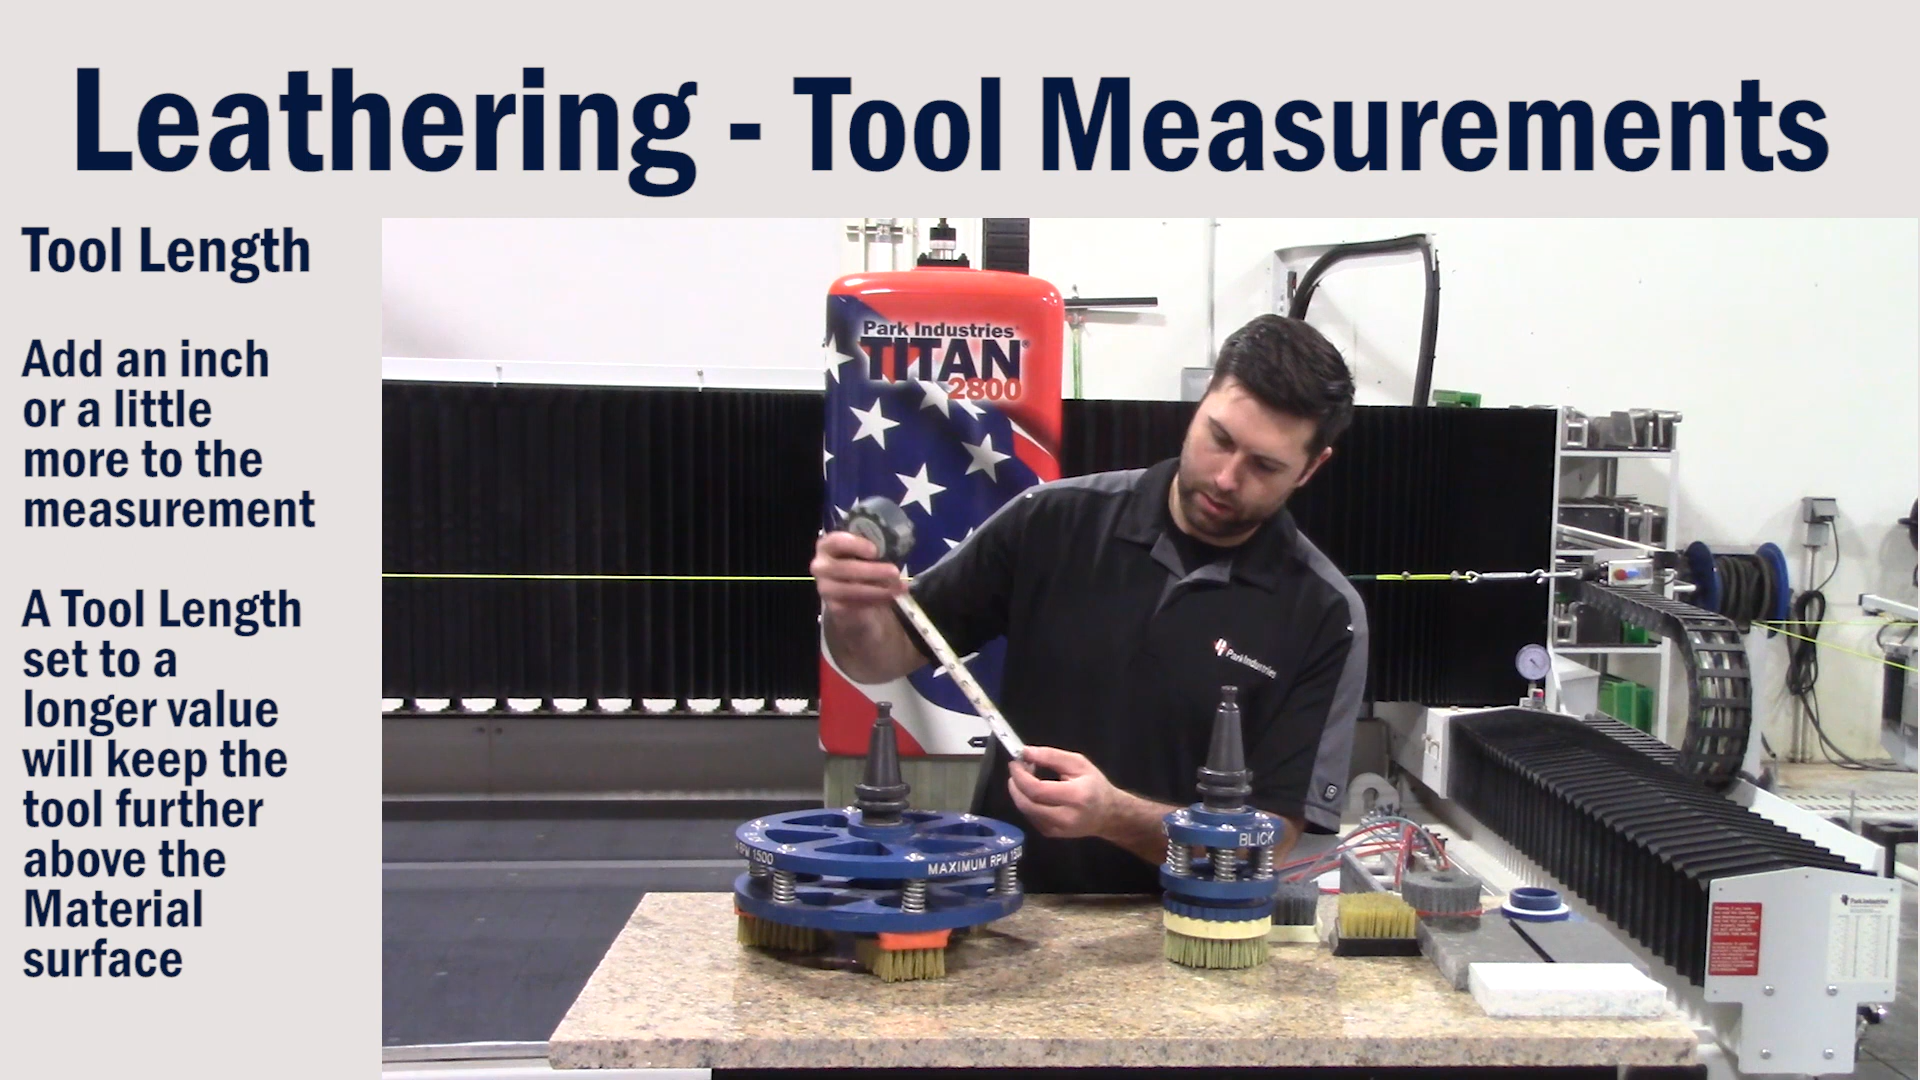 Leathering - Tool Measurements
Tool Length
Add an inch
or a little
more to the
measurement
A Tool Length
set to a
longer value
will keep the
tool further
above the
Material
surface
Park Industries
TITAN®
2800
Park Industries
BLICK
RPM 1500
MAXIMUM RPM 1500
Park Industries